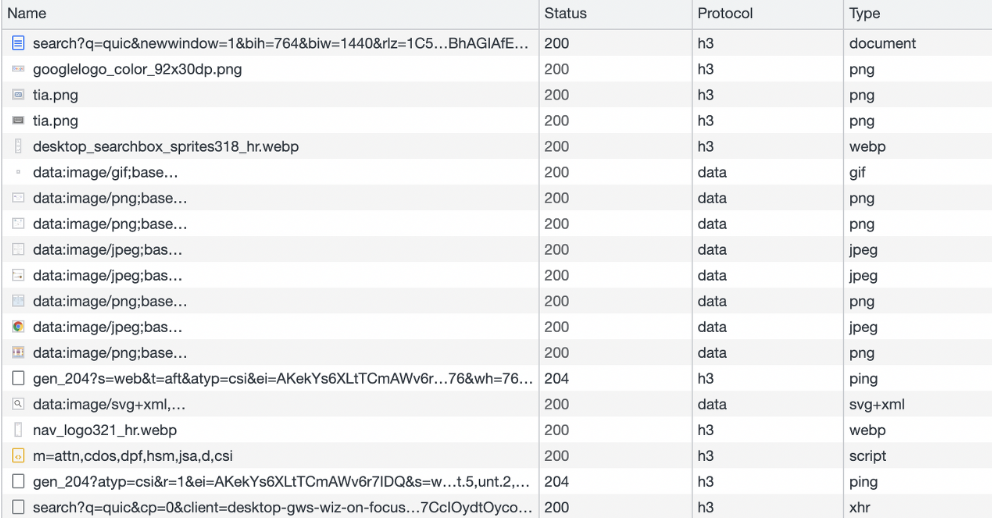 Name Status Protocol Type
search?q=quic&newwindow=1&bih=764&biw=1440&rlz=1C5…BhAGIAfE… 200 h3 document
googlelogo_color_92x30dp.png 200 h3 png
tia.png 200 h3 png
tia.png 200 h3 png
desktop_searchbox_sprites318_hr.webp 200 h3 webp
data:image/gif;base… 200 data gif
data:image/png;base… 200 data png
data:image/png;base… 200 data png
data:image/jpeg;bas… 200 data jpeg
data:image/jpeg;bas… 200 data jpeg
data:image/png;base… 200 data png
data:image/jpeg;bas… 200 data jpeg
data:image/png;base… 200 data png
gen_204?s=web&t=aft&atyp=csi&ei=AKekYs6XLtTCmAWv6r…76&wh=76… 204 h3 ping
data:image/svg+xml,… 200 data svg+xml
nav_logo321_hr.webp 200 h3 webp
m=attn,cdos,dpf,hsm,jsa,d,csi 200 h3 script
gen_204?atyp=csi&r=1&ei=AKekYs6XLtTCmAWv6r7IDQ&s=w…t.5,unt.2,… 204 h3 ping
search?q=quic&cp=0&client=desktop-gws-wiz-on-focus…7CcIOydtOyco… 200 h3 xhr